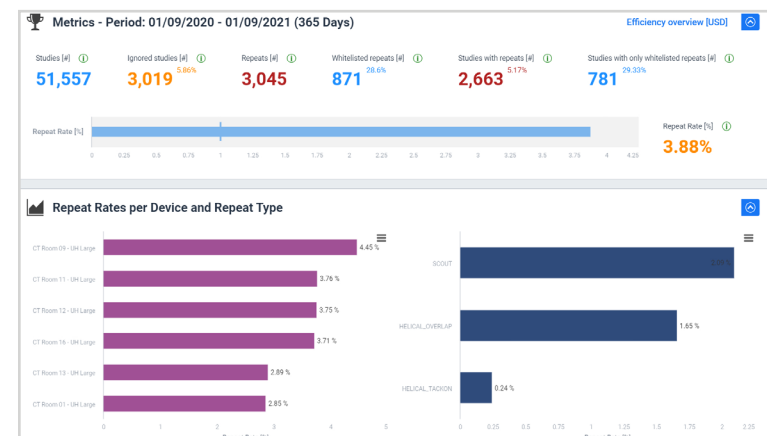 Metrics - Period: 01/09/2020 - 01/09/2021 (365 Days)
Efficiency overview [USD]
Studies [#]
51,557
Ignored studies [#]
3,019 5.86%
Repeats [#]
3,045
Whitelisted repeats [#]
871 28.6%
Studies with repeats [#]
2,663 5.17%
Studies with only whitelisted repeats [#]
781 29.33%
Repeat Rate [%]
0 0.25 0.5 0.75 1 1.25 1.5 1.75 2 2.25 2.5 2.75 3 3.25 3.5 3.75 4 4.25
Repeat Rate [%]
3.88%
Repeat Rates per Device and Repeat Type
CT Room 09 - UH Large 4.45 %
CT Room 11 - UH Large 3.76 %
CT Room 12 - UH Large 3.75 %
CT Room 16 - UH Large 3.71 %
CT Room 13 - UH Large 2.89 %
CT Room 01 - UH Large 2.85 %
0 1 2 3 4 5
SCOUT
HELICAL_OVERLAP 1.65 %
HELICAL_TACKON 0.24 %
0 0.25 0.5 0.75 1 1.25 1.5 1.75 2 2.25